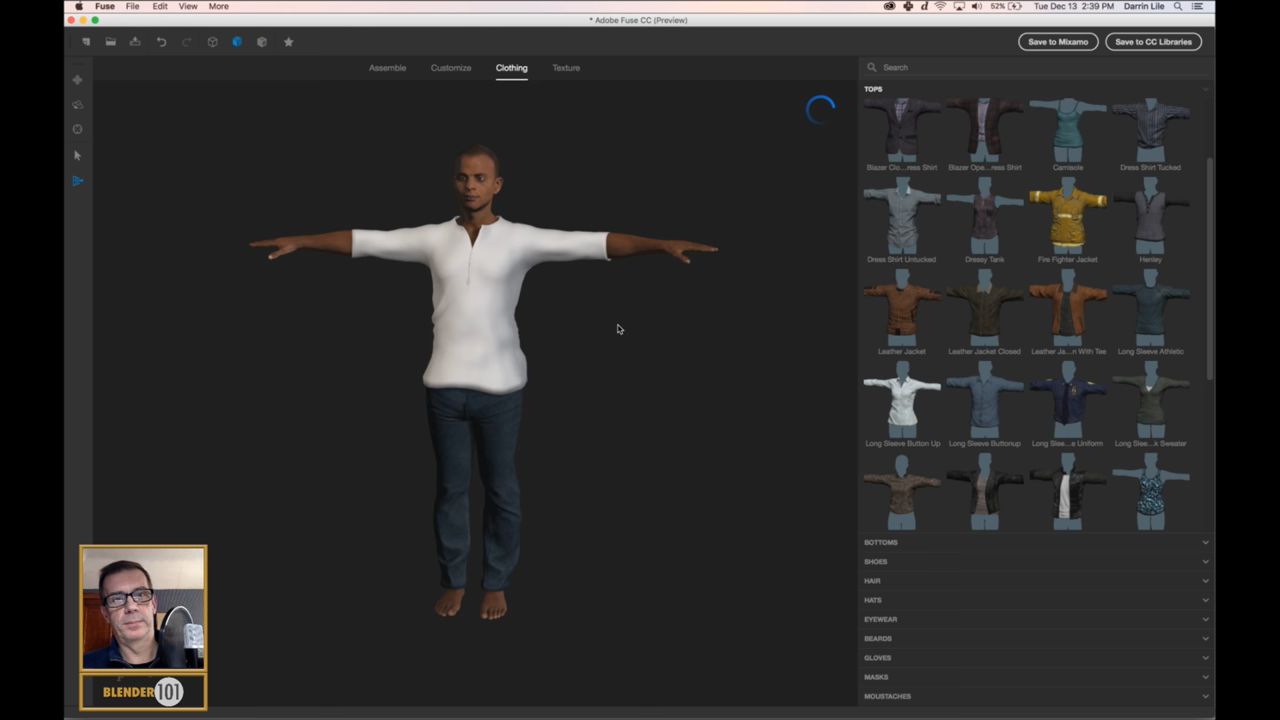 Fuse File Edit View More
52% Tue Dec 13 2:39 PM Darrin Lile
* Adobe Fuse CC (Preview)
Save to Mixamo Save to CC Libraries
Assemble Customize Clothing Texture
Search
TOPS
Blazer Clo...ress Shirt Blazer Ope...ress Shirt Camisole Dress Shirt Tucked
Dress Shirt Untucked Dressy Tank Fire Fighter Jacket Henley
Leather Jacket Leather Jacket Closed Leather Ja...n With Tee Long Sleeve Athletic
Long Sleeve Button Up Long Sleeve Buttonup Long Slee...e Uniform Long Slee...k Sweater
BOTTOMS
SHOES
HAIR
HATS
EYEWEAR
BEARDS
GLOVES
MASKS
MOUSTACHES
BLENDER 101